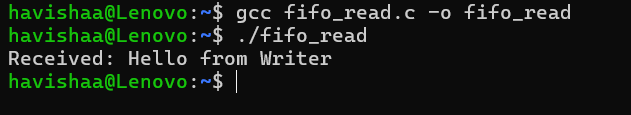 havishaa@Lenovo:~$ gcc fifo_read.c -o fifo_read
havishaa@Lenovo:~$ ./fifo_read
Received: Hello from Writer
havishaa@Lenovo:~$